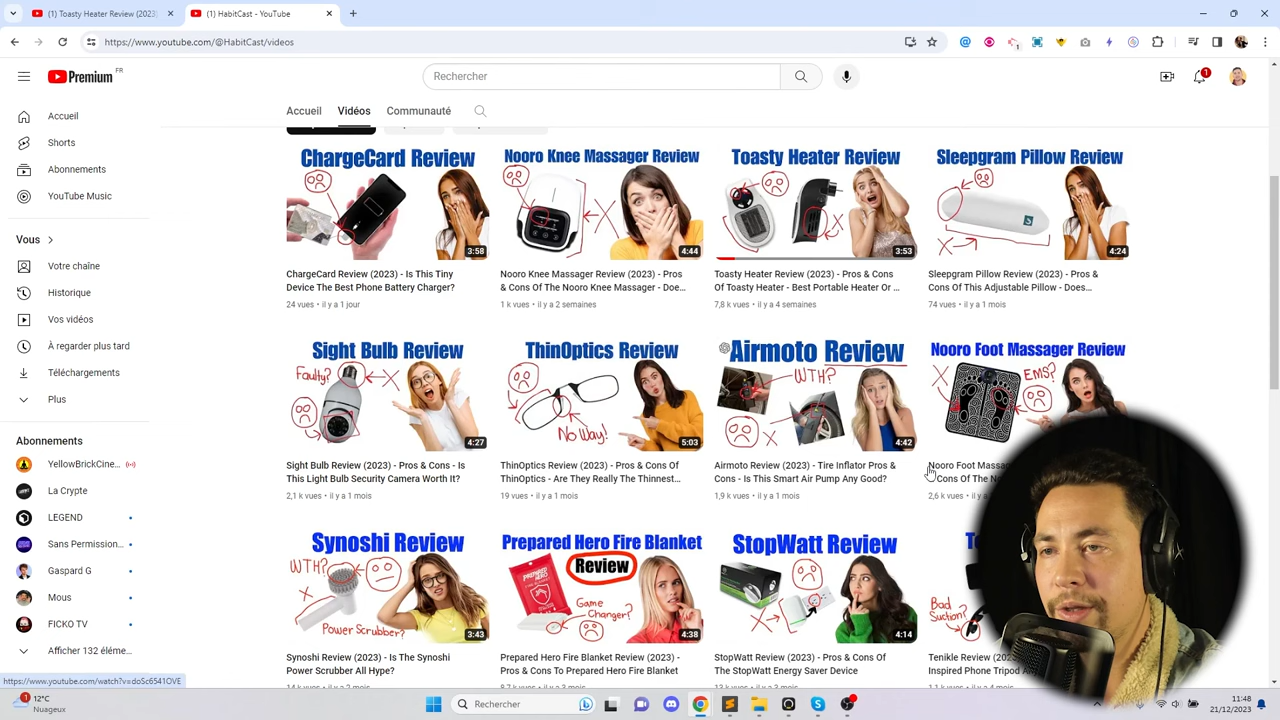 (1) Toasty Heater Review (2023)
(1) HabitCast - YouTube
https://www.youtube.com/@HabitCast/videos
Premium FR
Rechercher
1
Accueil
Vidéos
Communauté
Accueil
Shorts
Abonnements
YouTube Music
Vous
Votre chaîne
Historique
Vos vidéos
À regarder plus tard
Téléchargements
Plus
Abonnements
YellowBrickCine...
La Crypte
LEGEND
Sans Permission...
Gaspard G
Mous
FICKO TV
Afficher 132 éléme...
ChargeCard Review
3:58
ChargeCard Review (2023) - Is This Tiny
Device The Best Phone Battery Charger?
24 vues • il y a 1 jour
Nooro Knee Massager Review
4:44
Nooro Knee Massager Review (2023) - Pros
& Cons Of The Nooro Knee Massager - Doe...
1 k vues • il y a 2 semaines
Toasty Heater Review
3:53
Toasty Heater Review (2023) - Pros & Cons
Of Toasty Heater - Best Portable Heater Or ...
7,8 k vues • il y a 4 semaines
Sleepgram Pillow Review
4:24
Sleepgram Pillow Review (2023) - Pros &
Cons Of This Adjustable Pillow - Does...
74 vues • il y a 1 mois
Sight Bulb Review
Faulty?
4:27
Sight Bulb Review (2023) - Pros & Cons - Is
This Light Bulb Security Camera Worth It?
2,1 k vues • il y a 1 mois
ThinOptics Review
No Way!
5:03
ThinOptics Review (2023) - Pros & Cons Of
ThinOptics - Are They Really The Thinnest...
19 vues • il y a 1 mois
Airmoto Review
WTH?
4:42
Airmoto Review (2023) - Tire Inflator Pros &
Cons - Is This Smart Air Pump Any Good?
1,9 k vues • il y a 1 mois
Nooro Foot Massager Review
EMS?
Nooro Foot Massa
Cons Of The N
2,6 k vues • il y a
Synoshi Review
WTH?
Power Scrubber?
3:43
Synoshi Review (2023) - Is The Synoshi
Power Scrubber All Hype?
Prepared Hero Fire Blanket
Review
PREPARED HERO
Game
Changer?
4:38
Prepared Hero Fire Blanket Review (2023) -
Pros & Cons To Prepared Hero Fire Blanket
StopWatt Review
4:14
StopWatt Review (2023) - Pros & Cons Of
The StopWatt Energy Saver Device
Bad
Suction?
Tenikle Review (202
Inspired Phone Tripod
https://www.youtube.com/watch?v=doSc6541OVE
1
12°C
Nuageux
Rechercher
11:48
21/12/2023